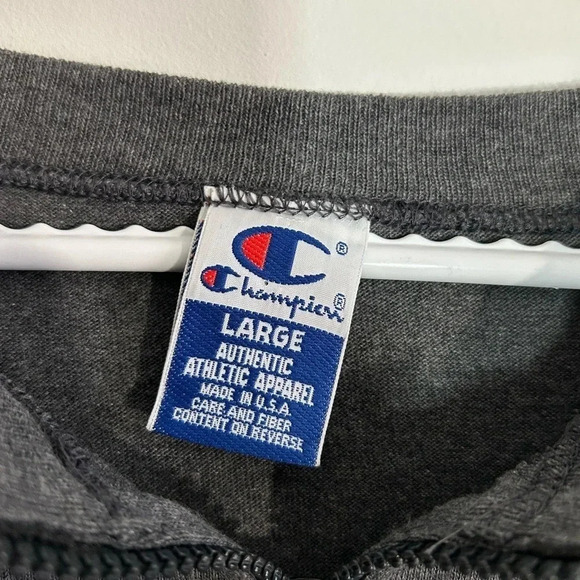 ®
Champion®
LARGE
AUTHENTIC
ATHLETIC APPAREL
MADE IN U.S.A
CARE AND FIBER
CONTENT ON REVERSE